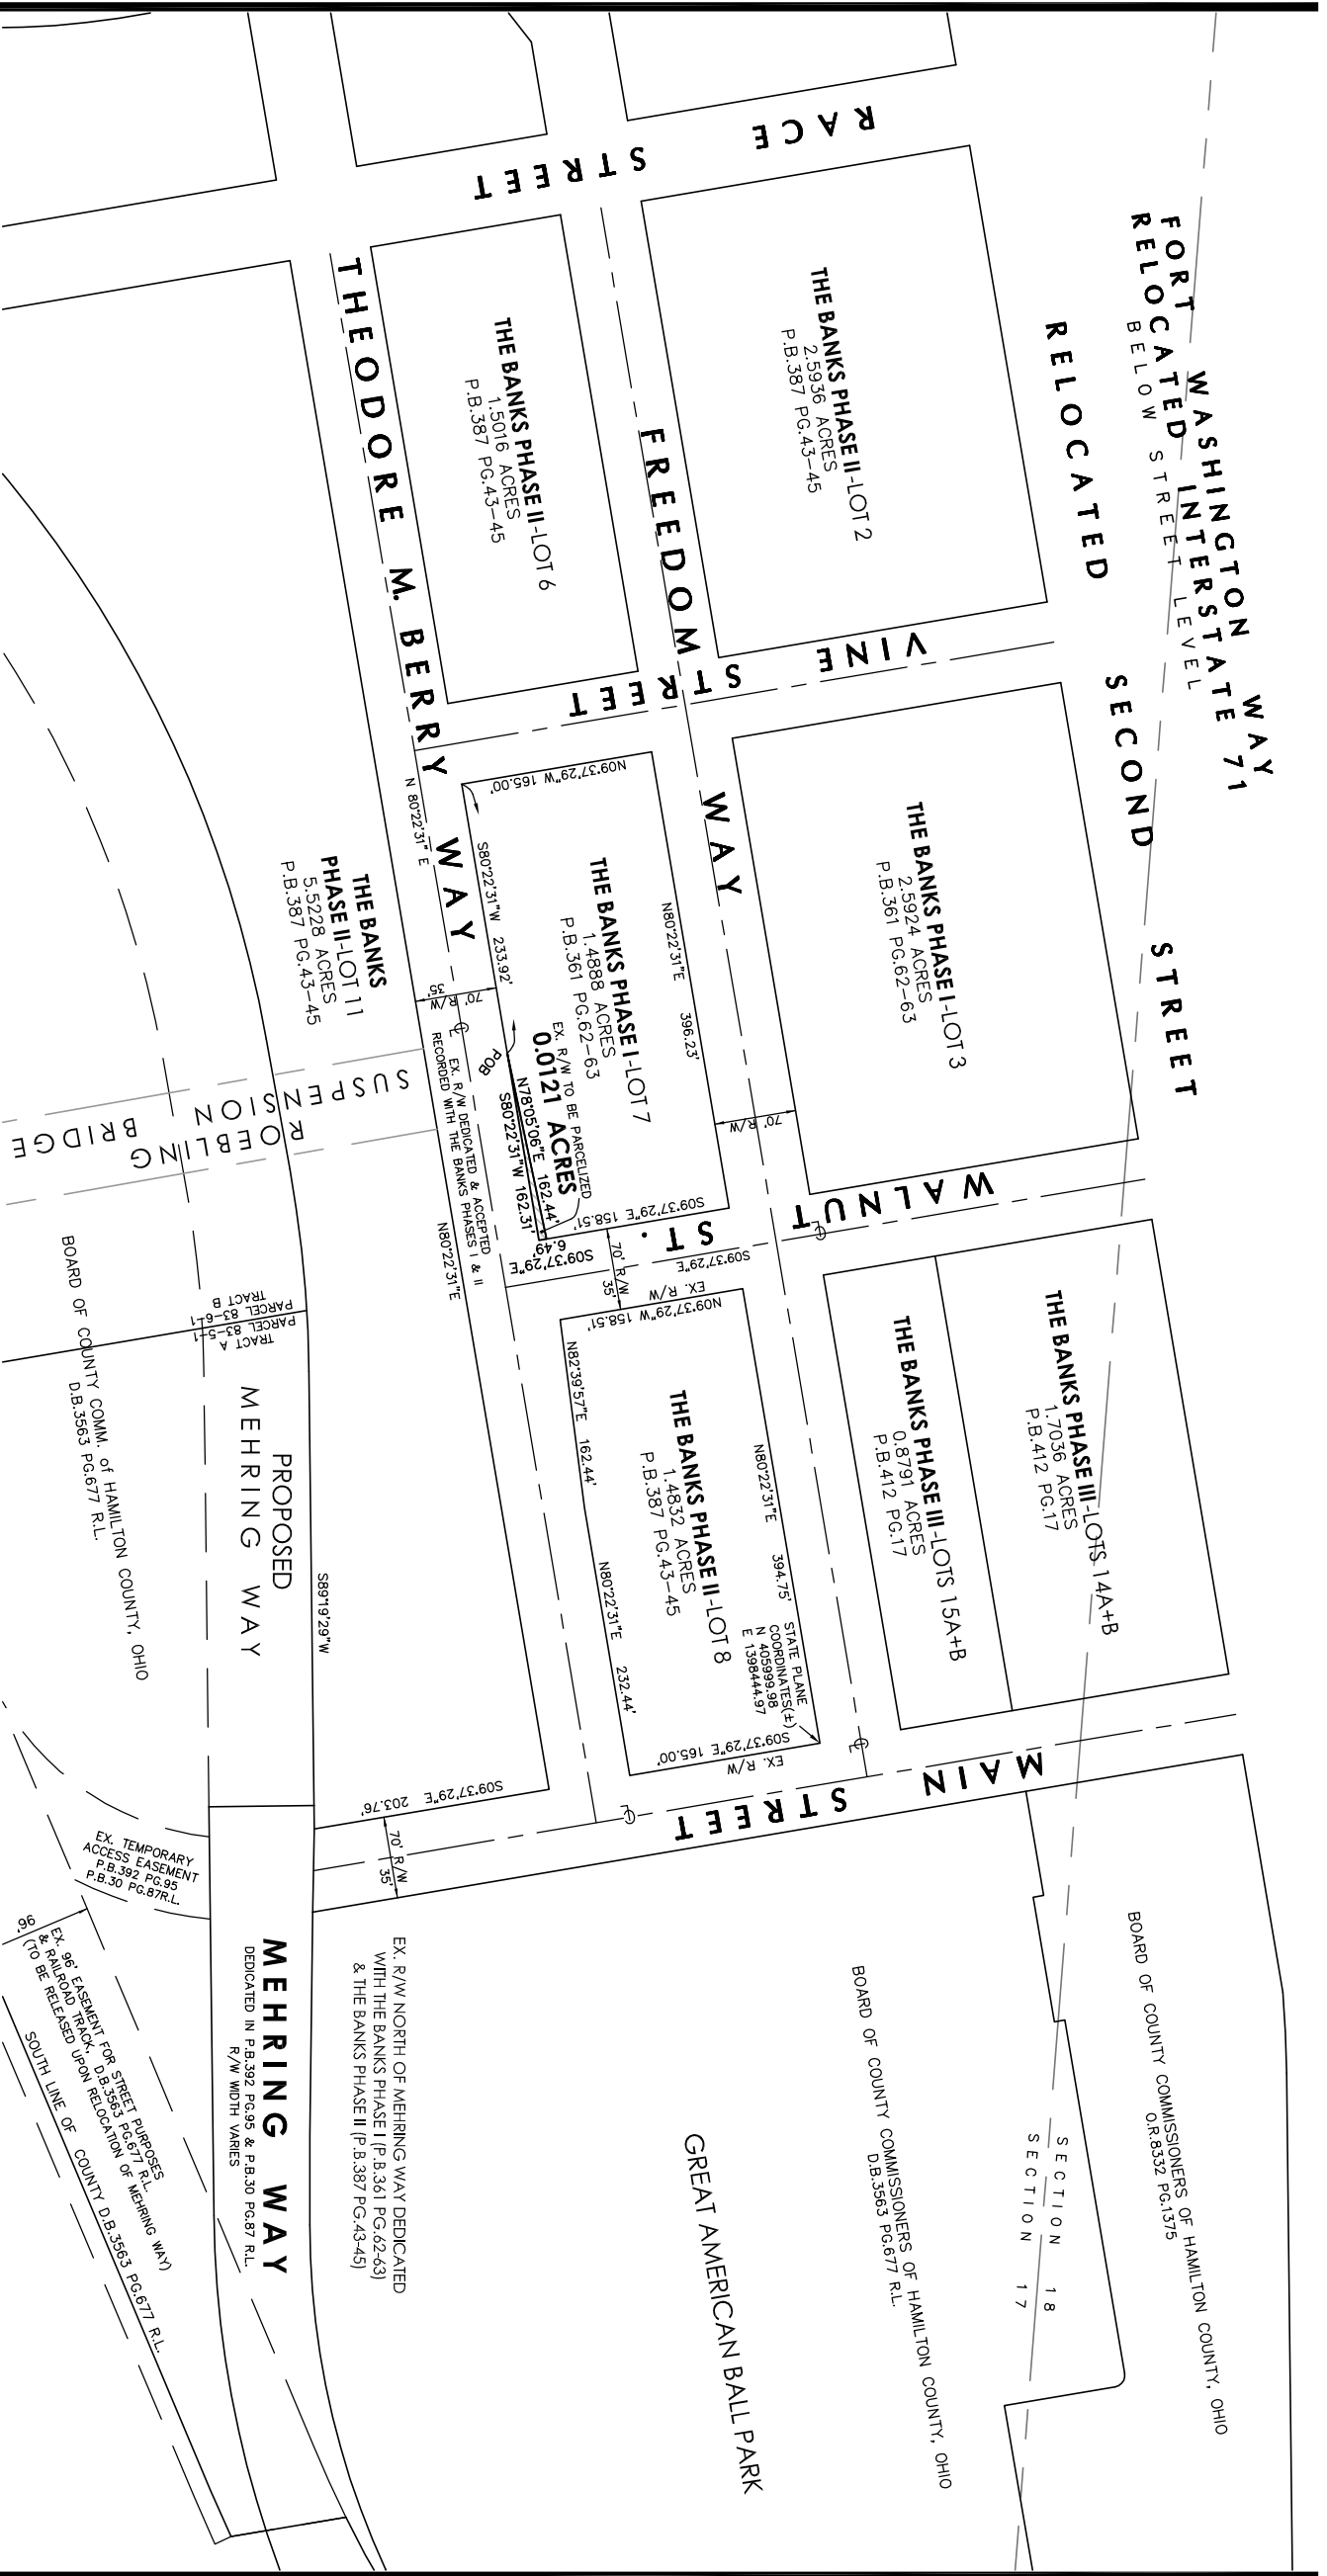 FORT WASHINGTON WAY
RELOCATED INTERSTATE 71
BELOW STREET LEVEL
RELOCATED SECOND STREET
RACE STREET
VINE STREET
WALNUT ST.
MAIN STREET
FREEDOM WAY
THEODORE M. BERRY WAY
THE BANKS PHASE II-LOT 2
2.5936 ACRES
P.B.387 PG.43-45
THE BANKS PHASE I-LOT 3
2.5924 ACRES
P.B.361 PG.62-63
THE BANKS PHASE III-LOTS 14A+B
1.7036 ACRES
P.B.412 PG.17
THE BANKS PHASE III-LOTS 15A+B
0.8791 ACRES
P.B.412 PG.17
THE BANKS PHASE II-LOT 6
1.5016 ACRES
P.B.387 PG.43-45
N09°37'29"W 165.00'
N80°22'31"E 396.23'
THE BANKS PHASE I-LOT 7
1.4888 ACRES
P.B.361 PG.62-63
EX. R/W TO BE PARCELIZED
0.0121 ACRES
S80°22'31"W 233.92'
N78°05'06"E 162.44'
S80°22'31"W 162.31'
POB
S09°37'29"E 158.51'
S09°37'29"E
6.49'
70' R/W
70' R/W
35'
S09°37'29"E
EX. R/W
N09°37'29"W 158.51'
N80°22'31"E 394.75'
THE BANKS PHASE II-LOT 8
1.4832 ACRES
P.B.387 PG.43-45
STATE PLANE
COORDINATES(±)
N 405999.98
E 1398444.97
S09°37'29"E 165.00'
EX. R/W
N82°39'57"E 162.44'
N80°22'31"E 232.44'
N 80°22'31" E
70' R/W
35'
EX. R/W DEDICATED & ACCEPTED
RECORDED WITH THE BANKS PHASES I & II
N80°22'31"E
THE BANKS
PHASE II-LOT 11
5.5228 ACRES
P.B.387 PG.43-45
SUSPENSION BRIDGE
ROEBLING
TRACT B
PARCEL 83-6-1
PARCEL 83-5-1
TRACT A
BOARD OF COUNTY COMM. of HAMILTON COUNTY, OHIO
D.B.3563 PG.677 R.L.
PROPOSED
MEHRING WAY
S89°19'29"W
S09°37'29"E 203.76'
70' R/W
35'
EX. TEMPORARY
ACCESS EASEMENT
P.B.392 PG.95
P.B.30 PG.87R.L.
96'
EX. 96' EASEMENT FOR STREET PURPOSES
& RAILROAD TRACK, D.B.3563 PG.677 R.L.
(TO BE RELEASED UPON RELOCATION OF MEHRING WAY)
SOUTH LINE OF COUNTY D.B.3563 PG.677 R.L.
MEHRING WAY
DEDICATED IN P.B.392 PG.95 & P.B.30 PG.87 R.L.
R/W WIDTH VARIES
EX. R/W NORTH OF MEHRING WAY DEDICATED
WITH THE BANKS PHASE I (P.B.361 PG.62-63)
& THE BANKS PHASE II (P.B.387 PG.43-45)
GREAT AMERICAN BALL PARK
BOARD OF COUNTY COMMISSIONERS OF HAMILTON COUNTY, OHIO
D.B.3563 PG.677 R.L.
SECTION 18
SECTION 17
BOARD OF COUNTY COMMISSIONERS OF HAMILTON COUNTY, OHIO
O.R.8332 PG.1375